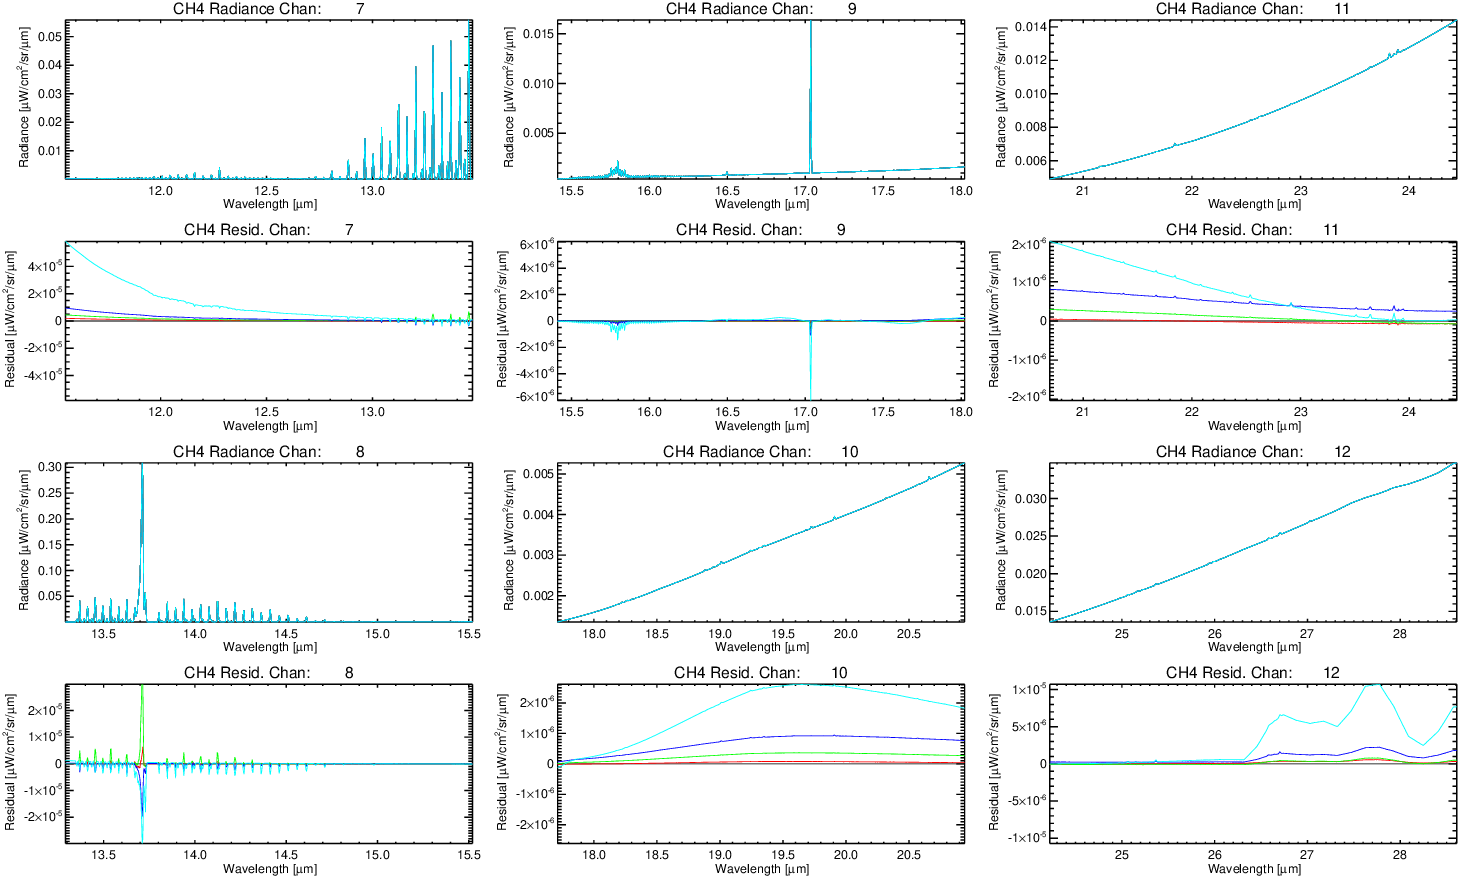 CH4 Radiance Chan: 7
Radiance [μW/cm²/sr/μm]
0.05
0.04
0.03
0.02
0.01
12.0 12.5 13.0
Wavelength [μm]
CH4 Radiance Chan: 9
Radiance [μW/cm²/sr/μm]
0.015
0.010
0.005
15.5 16.0 16.5 17.0 17.5 18.0
Wavelength [μm]
CH4 Radiance Chan: 11
Radiance [μW/cm²/sr/μm]
0.014
0.012
0.010
0.008
0.006
21 22 23 24
Wavelength [μm]
CH4 Resid. Chan: 7
Residual [μW/cm²/sr/μm]
4×10⁻⁵
2×10⁻⁵
0
-2×10⁻⁵
-4×10⁻⁵
12.0 12.5 13.0
Wavelength [μm]
CH4 Resid. Chan: 9
Residual [μW/cm²/sr/μm]
6×10⁻⁶
4×10⁻⁶
2×10⁻⁶
0
-2×10⁻⁶
-4×10⁻⁶
-6×10⁻⁶
15.5 16.0 16.5 17.0 17.5 18.0
Wavelength [μm]
CH4 Resid. Chan: 11
Residual [μW/cm²/sr/μm]
2×10⁻⁶
1×10⁻⁶
0
-1×10⁻⁶
-2×10⁻⁶
21 22 23 24
Wavelength [μm]
CH4 Radiance Chan: 8
Radiance [μW/cm²/sr/μm]
0.30
0.25
0.20
0.15
0.10
0.05
13.5 14.0 14.5 15.0 15.5
Wavelength [μm]
CH4 Radiance Chan: 10
Radiance [μW/cm²/sr/μm]
0.005
0.004
0.003
0.002
18.0 18.5 19.0 19.5 20.0 20.5
Wavelength [μm]
CH4 Radiance Chan: 12
Radiance [μW/cm²/sr/μm]
0.030
0.025
0.020
0.015
25 26 27 28
Wavelength [μm]
CH4 Resid. Chan: 8
Residual [μW/cm²/sr/μm]
2×10⁻⁵
1×10⁻⁵
0
-1×10⁻⁵
-2×10⁻⁵
13.5 14.0 14.5 15.0 15.5
Wavelength [μm]
CH4 Resid. Chan: 10
Residual [μW/cm²/sr/μm]
2×10⁻⁶
1×10⁻⁶
0
-1×10⁻⁶
-2×10⁻⁶
18.0 18.5 19.0 19.5 20.0 20.5
Wavelength [μm]
CH4 Resid. Chan: 12
Residual [μW/cm²/sr/μm]
1×10⁻⁵
5×10⁻⁶
0
-5×10⁻⁶
-1×10⁻⁵
25 26 27 28
Wavelength [μm]